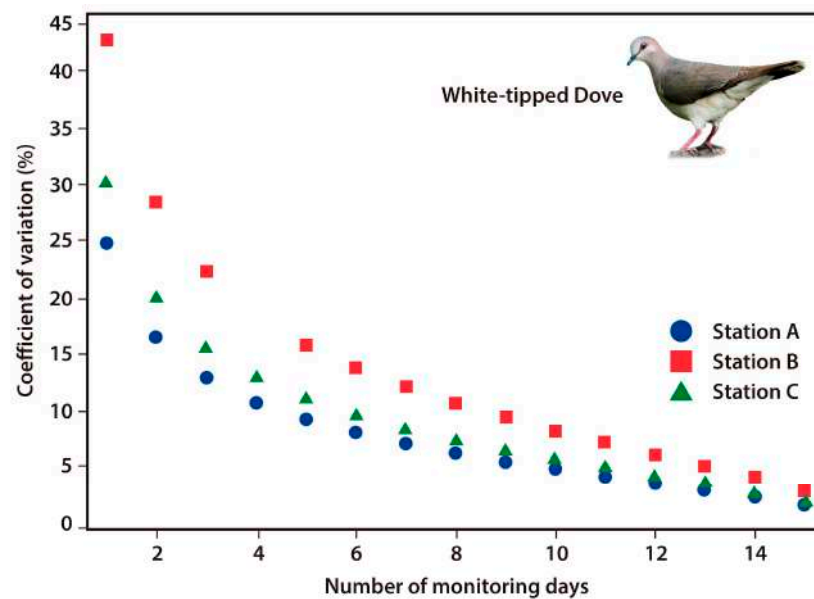 45
40
35
30
25
20
15
10
5
0
Coefficient of variation (%)
White-tipped Dove
Station A
Station B
Station C
2 4 6 8 10 12 14
Number of monitoring days